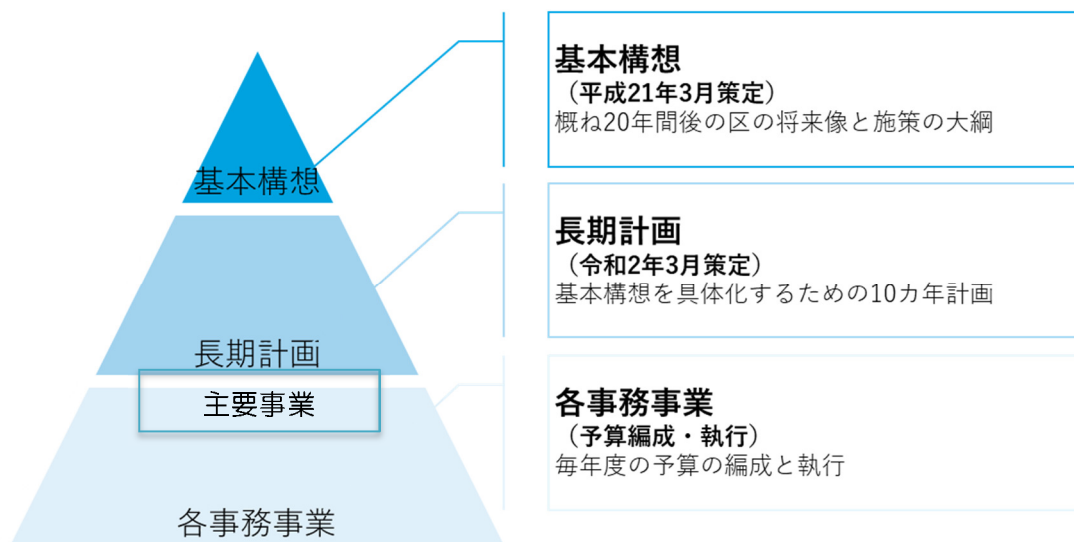 基本構想
（平成21年3月策定）
概ね20年間後の区の将来像と施策の大綱
基本構想
長期計画
（令和2年3月策定）
基本構想を具体化するための10カ年計画
長期計画
主要事業
各事務事業
（予算編成・執行）
毎年度の予算の編成と執行
各事務事業